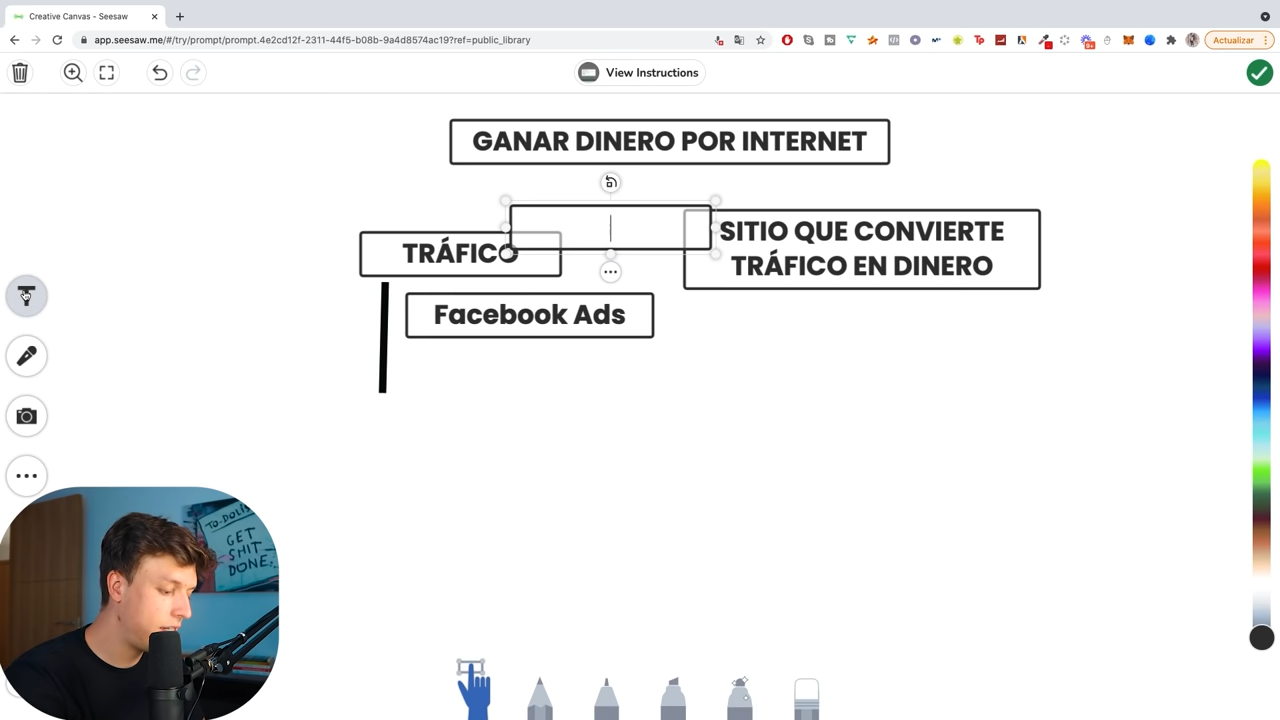 Creative Canvas - Seesaw
app.seesaw.me/#/try/prompt/prompt.4e2cd12f-2311-44f5-b08b-9a4d8574ac19?ref=public_library
Actualizar
View Instructions
GANAR DINERO POR INTERNET
SITIO QUE CONVIERTE
TRÁFICO EN DINERO
TRÁFICO
Facebook Ads
TO-DO LIST
GET
SHIT
DONE.